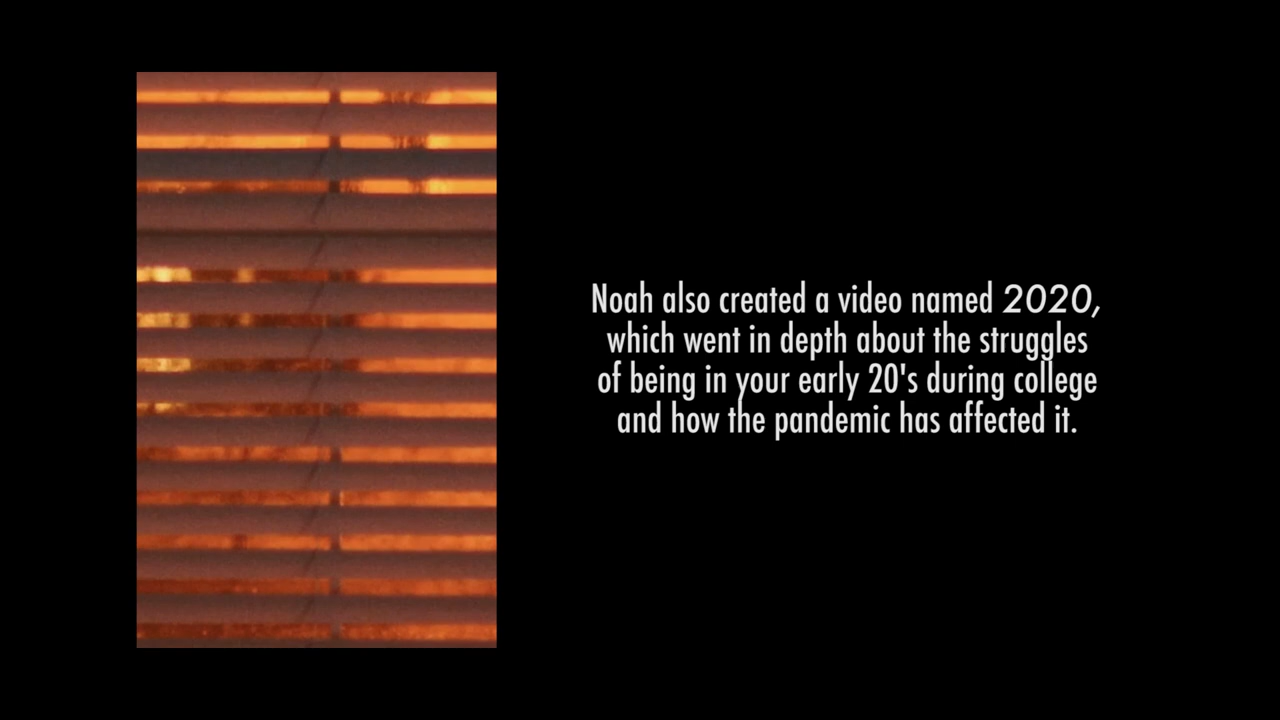 Noah also created a video named 2020,
which went in depth about the struggles
of being in your early 20's during college
and how the pandemic has affected it.